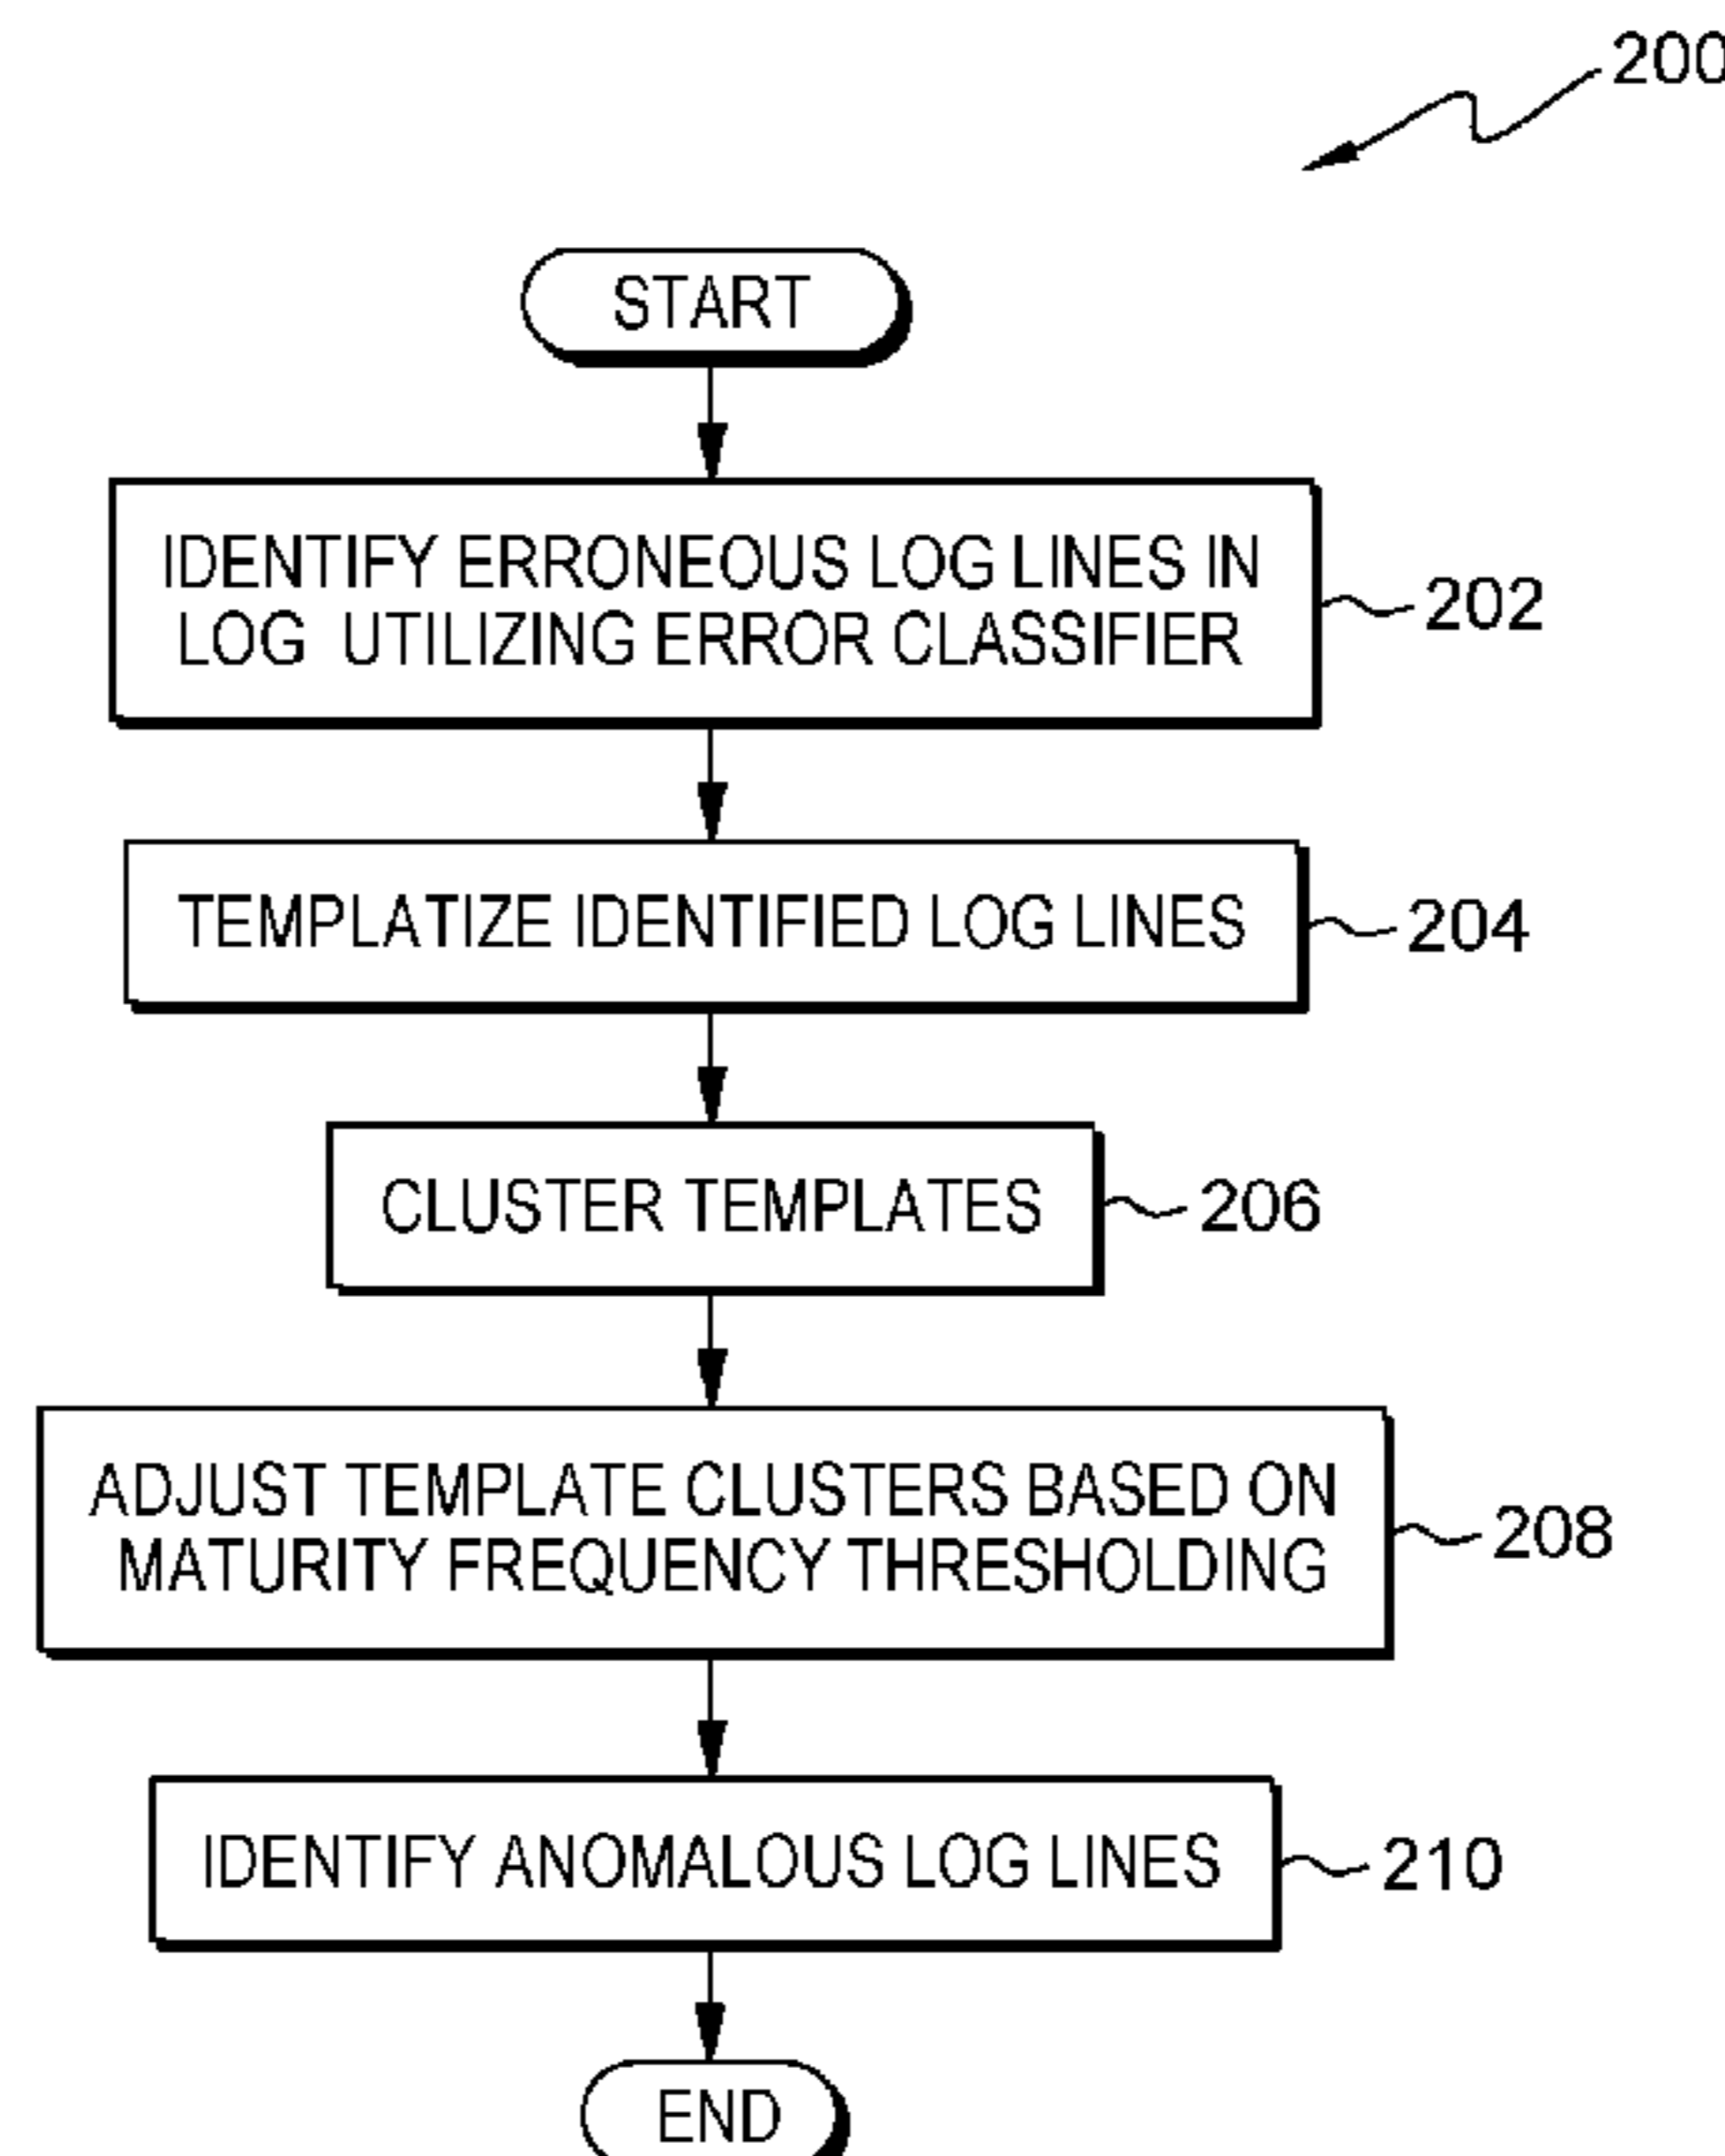 200
START
IDENTIFY ERRONEOUS LOG LINES IN
LOG UTILIZING ERROR CLASSIFIER
202
TEMPLATIZE IDENTIFIED LOG LINES
204
CLUSTER TEMPLATES
206
ADJUST TEMPLATE CLUSTERS BASED ON
MATURITY FREQUENCY THRESHOLDING
208
IDENTIFY ANOMALOUS LOG LINES
210
END